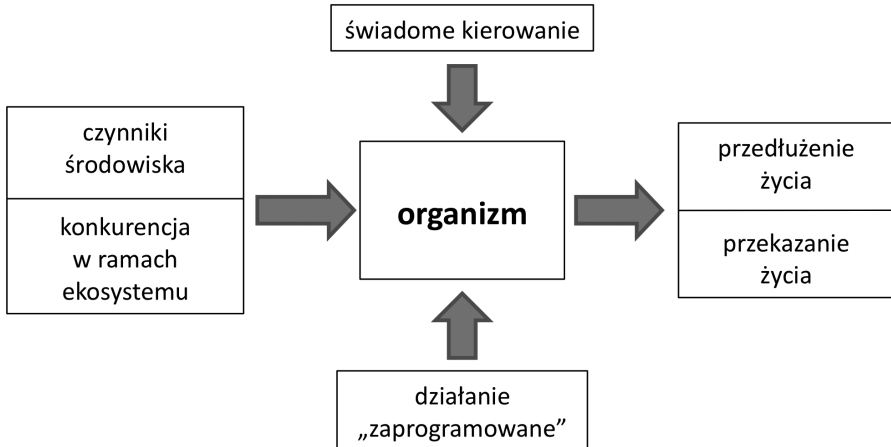 świadome kierowanie
czynniki
środowiska
konkurencja
w ramach
ekosystemu
organizm
przedłużenie
życia
przekazanie
życia
działanie
„zaprogramowane”